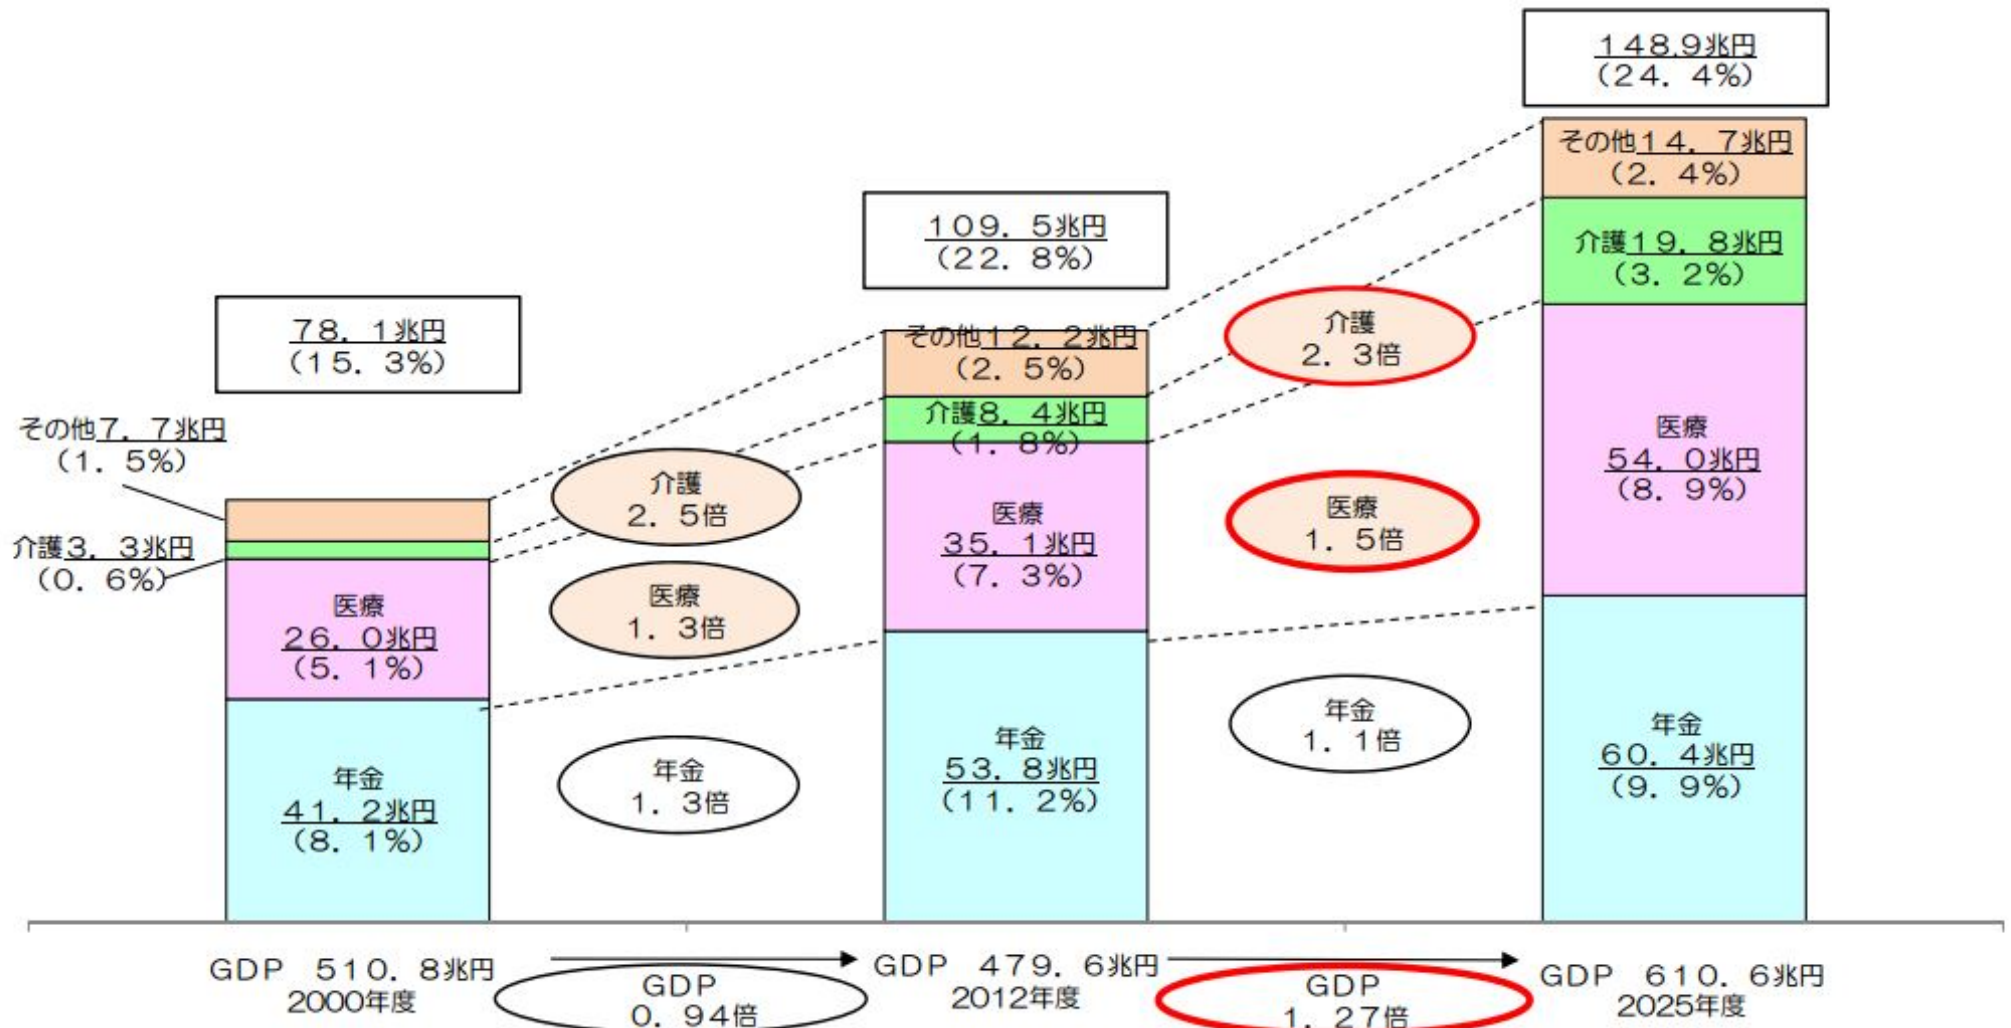 78．1兆円
（15．3%）
その他7．7兆円
（1．5%）
介護3．3兆円
（0．6%）
医療
26．0兆円
（5．1%）
年金
41．2兆円
（8．1%）
介護
2．5倍
医療
1．3倍
年金
1．3倍
109．5兆円
（22．8%）
その他12．2兆円
（2．5%）
介護8．4兆円
（1．8%）
医療
35．1兆円
（7．3%）
年金
53．8兆円
（11．2%）
介護
2．3倍
医療
1．5倍
年金
1．1倍
148.9兆円
（24．4%）
その他14．7兆円
（2．4%）
介護19．8兆円
（3．2%）
医療
54．0兆円
（8．9%）
年金
60．4兆円
（9．9%）
GDP　510．8兆円
2000年度
GDP
0．94倍
GDP　479．6兆円
2012年度
GDP
1．27倍
GDP　610．6兆円
2025年度